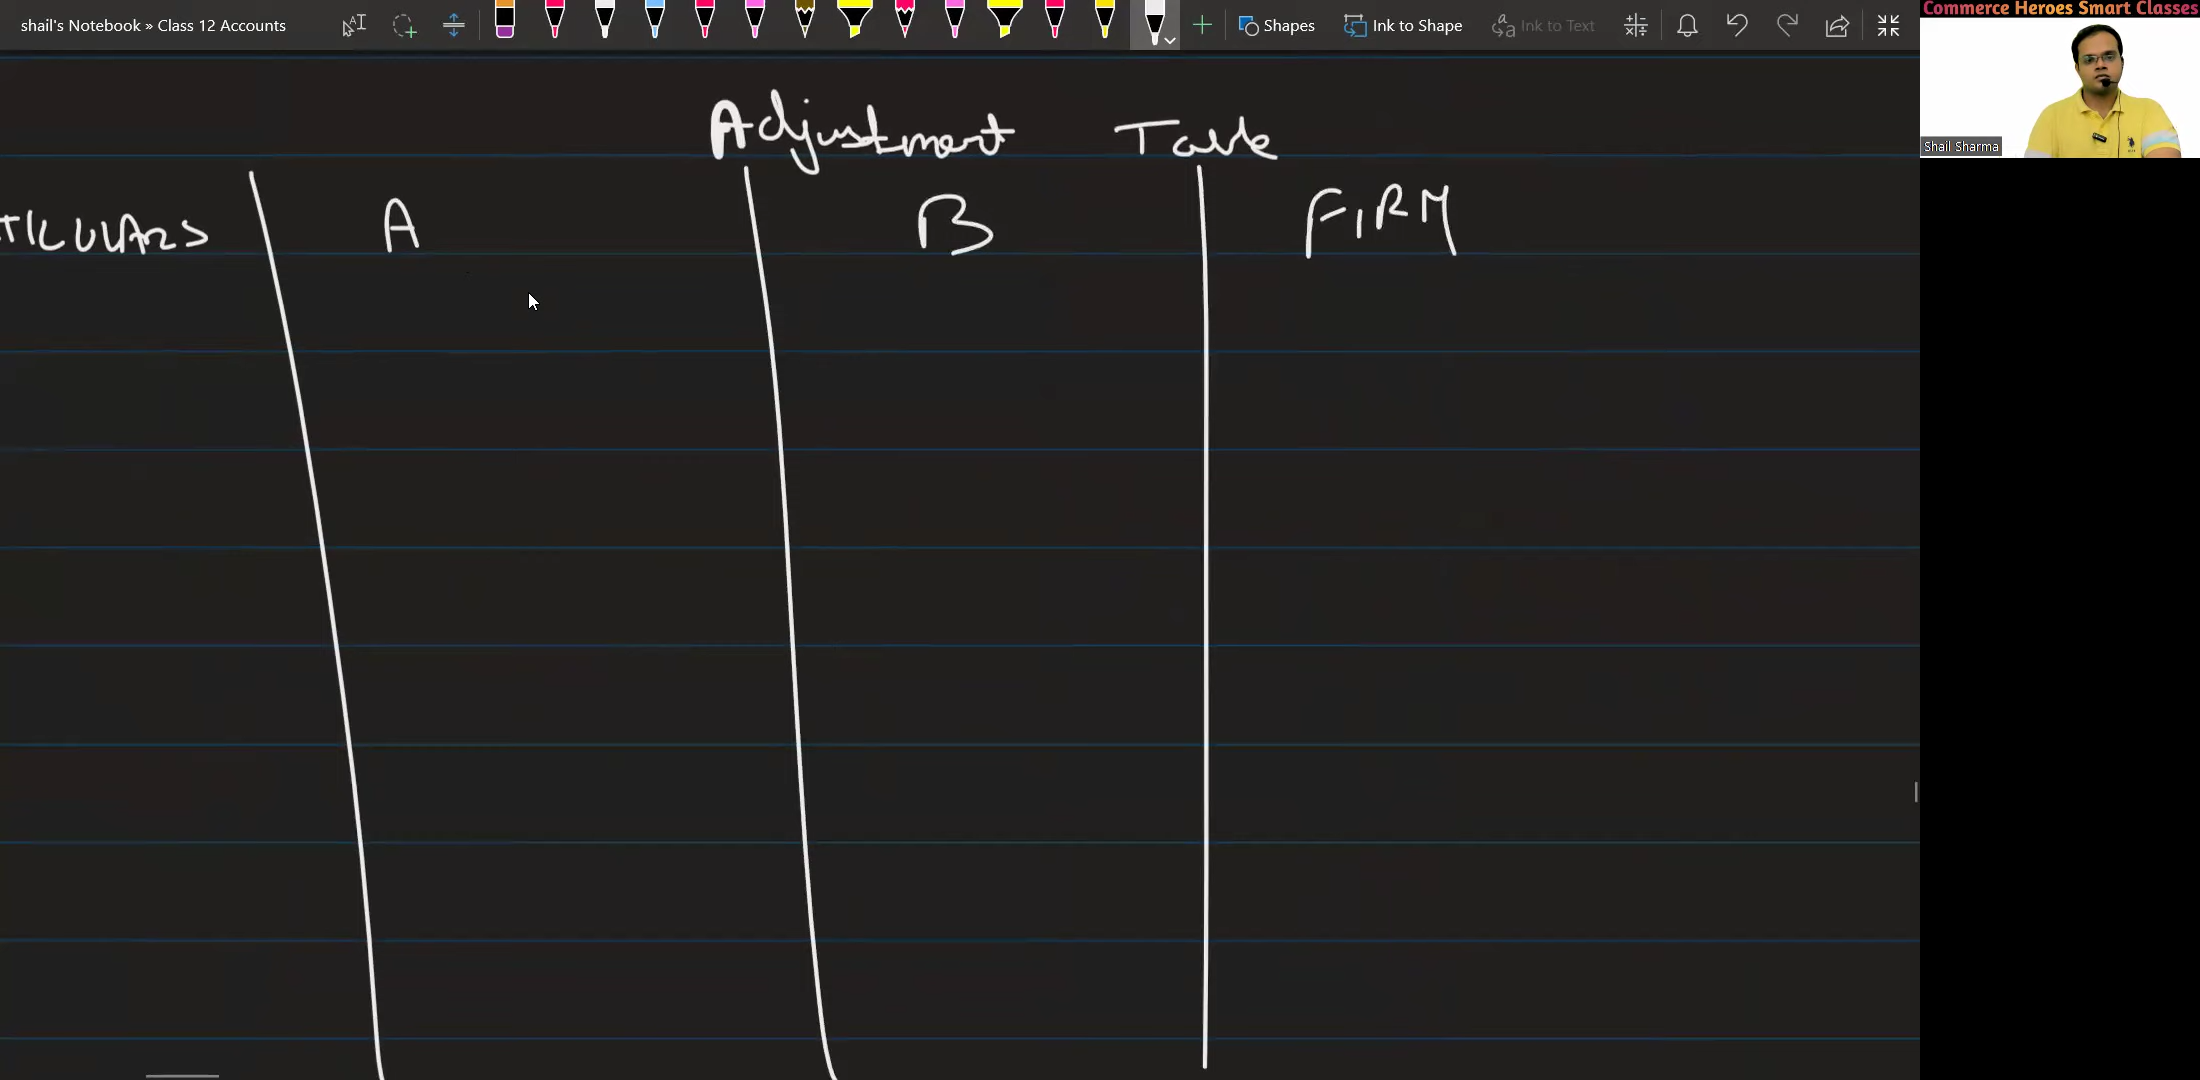 shail's Notebook » Class 12 Accounts
Shapes
Ink to Shape
Ink to Text
Commerce Heroes Smart Classes
Shail Sharma
Adjustment Table
TICULARS A B FIRM